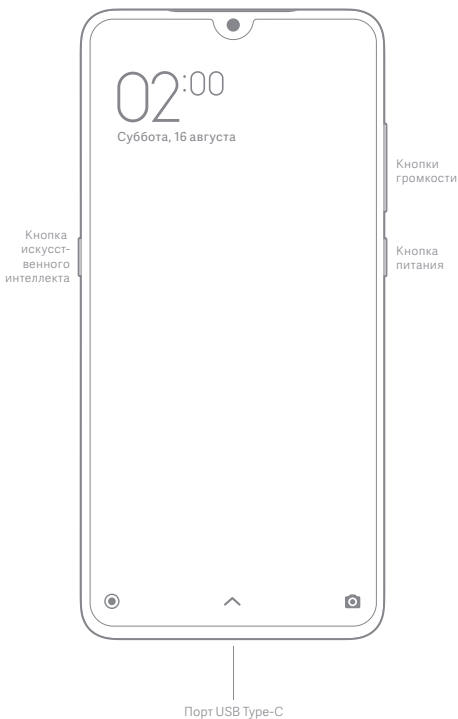 02:00
Суббота, 16 августа
Кнопки
громкости
Кнопка
искусст-
венного
интеллекта
Кнопка
питания
Порт USB Type-C